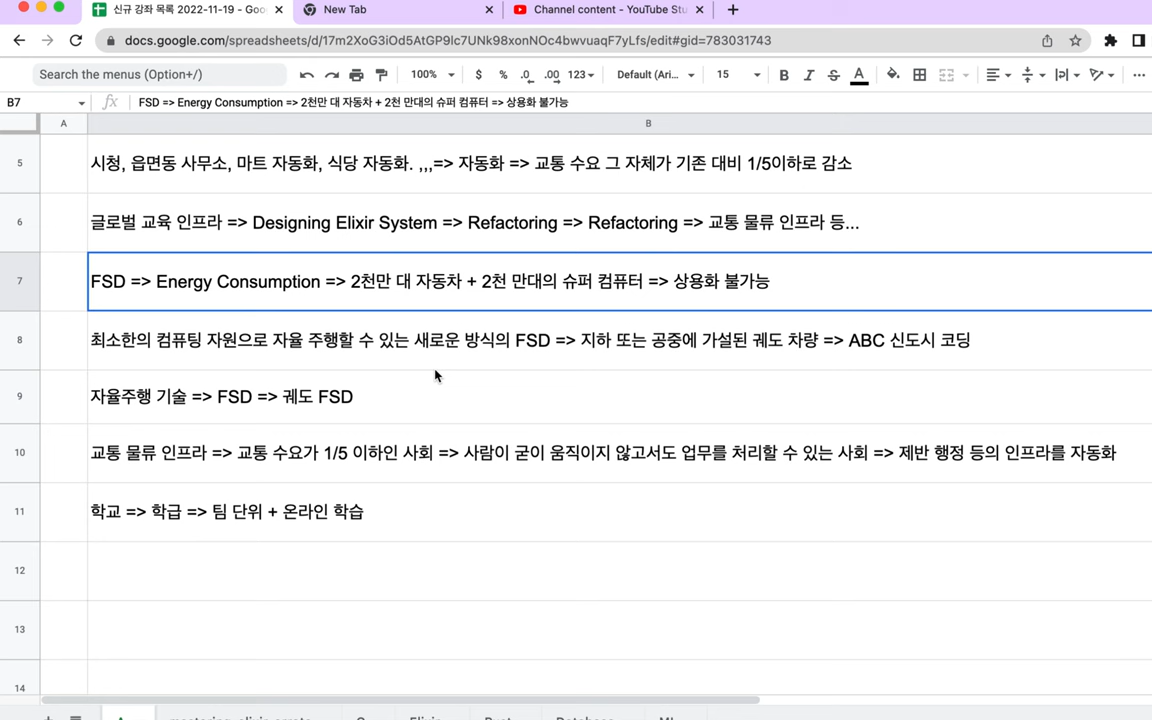 신규 강좌 목록 2022-11-19 - Goo
New Tab
Channel content - YouTube Stu
docs.google.com/spreadsheets/d/17m2XoG3iOd5AtGP9lc7UNk98xonNOc4bwvuaqF7yLfs/edit#gid=783031743
Search the menus (Option+/)
100%
$
%
.0
.00
123
Default (Ari...
15
B
I
S
A
B7
fx
FSD => Energy Consumption => 2천만 대 자동차 + 2천 만대의 슈퍼 컴퓨터 => 상용화 불가능
A
B
5
시청, 읍면동 사무소, 마트 자동화, 식당 자동화. ,,,=> 자동화 => 교통 수요 그 자체가 기존 대비 1/5이하로 감소
6
글로벌 교육 인프라 => Designing Elixir System => Refactoring => Refactoring => 교통 물류 인프라 등...
7
FSD => Energy Consumption => 2천만 대 자동차 + 2천 만대의 슈퍼 컴퓨터 => 상용화 불가능
8
최소한의 컴퓨팅 자원으로 자율 주행할 수 있는 새로운 방식의 FSD => 지하 또는 공중에 가설된 궤도 차량 => ABC 신도시 코딩
9
자율주행 기술 => FSD => 궤도 FSD
10
교통 물류 인프라 => 교통 수요가 1/5 이하인 사회 => 사람이 굳이 움직이지 않고서도 업무를 처리할 수 있는 사회 => 제반 행정 등의 인프라를 자동화
11
학교 => 학급 => 팀 단위 + 온라인 학습
12
13
14